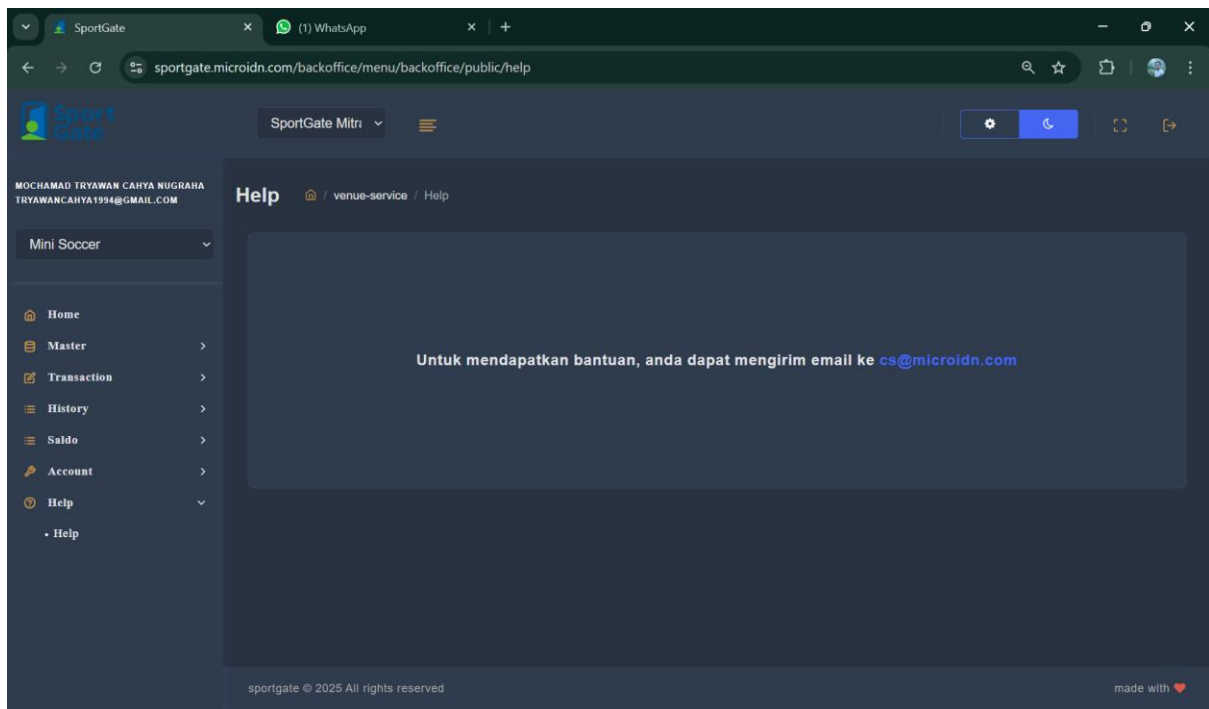 SportGate
(1) WhatsApp
sportgate.microidn.com/backoffice/menu/backoffice/public/help
Sport
Gate
SportGate Mitra
MOCHAMAD TRYAWAN CAHYA NUGRAHA
TRYAWANCAHYA1994@GMAIL.COM
Help / venue-service / Help
Mini Soccer
Home
Master
Transaction
History
Saldo
Account
Help
• Help
Untuk mendapatkan bantuan, anda dapat mengirim email ke cs@microidn.com
sportgate © 2025 All rights reserved
made with ❤